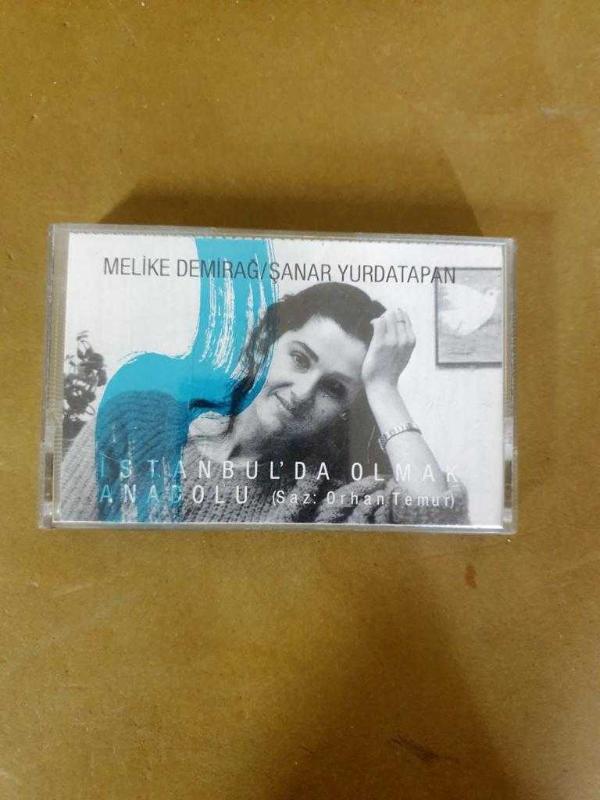 MELİKE DEMİRAĞ/ŞANAR YURDATAPAN
İSTANBUL'DA OLMAK
ANADOLU (Saz: Orhan Temur)